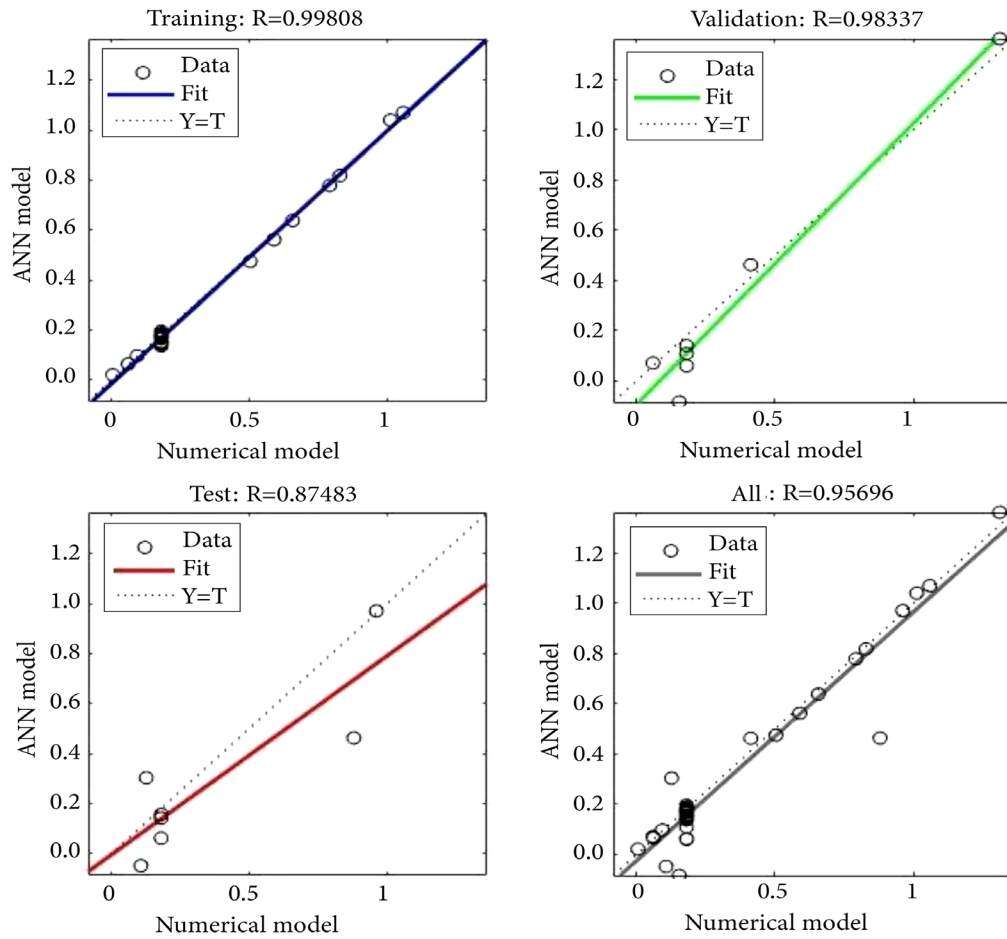 Training: R=0.99808
ANN model
1.2
1.0
0.8
0.6
0.4
0.2
0.0
Data
Fit
Y=T
0
0.5
1
Numerical model
Validation: R=0.98337
ANN model
1.2
1.0
0.8
0.6
0.4
0.2
0.0
Data
Fit
Y=T
0
0.5
1
Numerical model
Test: R=0.87483
ANN model
1.2
1.0
0.8
0.6
0.4
0.2
0.0
Data
Fit
Y=T
0
0.5
1
Numerical model
All : R=0.95696
ANN model
1.2
1.0
0.8
0.6
0.4
0.2
0.0
Data
Fit
Y=T
0
0.5
1
Numerical model